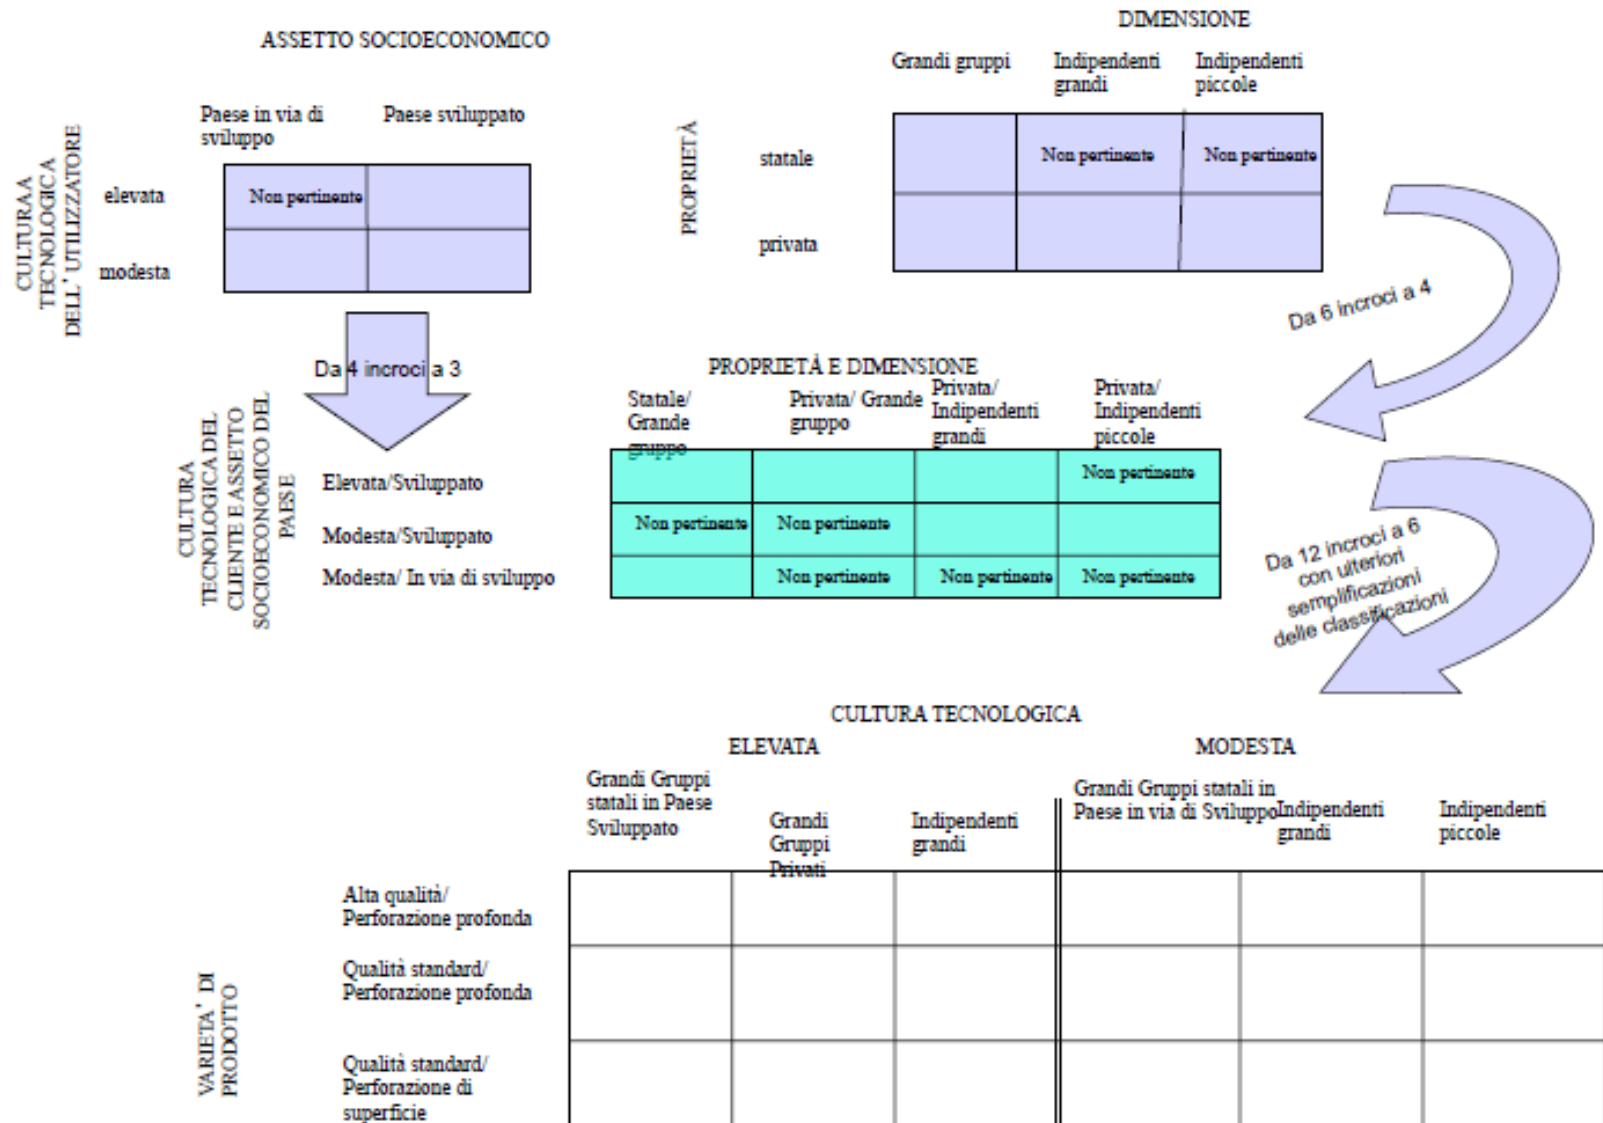 ASSETTO SOCIOECONOMICO
Paese in via di
sviluppo
Paese sviluppato
CULTURA A
TECNOLOGICA
DELL' UTILIZZATORE
elevata
Non pertinente
modesta
DIMENSIONE
Grandi gruppi
Indipendenti
grandi
Indipendenti
piccole
PROPRIETÀ
statale
Non pertinente
Non pertinente
privata
Da 4 incroci a 3
Da 6 incroci a 4
PROPRIETÀ E DIMENSIONE
Statale/
Grande
gruppo
Privata/ Grande
gruppo
Privata/
Indipendenti
grandi
Privata/
Indipendenti
piccole
CULTURA
TECNOLOGICA DEL
CLIENTE E ASSETTO
SOCIOECONOMICO DEL
PAESE
Elevata/Sviluppato
Non pertinente
Modesta/Sviluppato
Non pertinente
Non pertinente
Modesta/ In via di sviluppo
Non pertinente
Non pertinente
Non pertinente
Da 12 incroci a 6
con ulteriori
semplificazioni
delle classificazioni
CULTURA TECNOLOGICA
ELEVATA
MODESTA
Grandi Gruppi
statali in Paese
Sviluppato
Grandi
Gruppi
Privati
Indipendenti
grandi
Grandi Gruppi statali in
Paese in via di Sviluppo
Indipendenti
grandi
Indipendenti
piccole
VARIETA' DI
PRODOTTO
Alta qualità/
Perforazione profonda
Qualità standard/
Perforazione profonda
Qualità standard/
Perforazione di
superficie